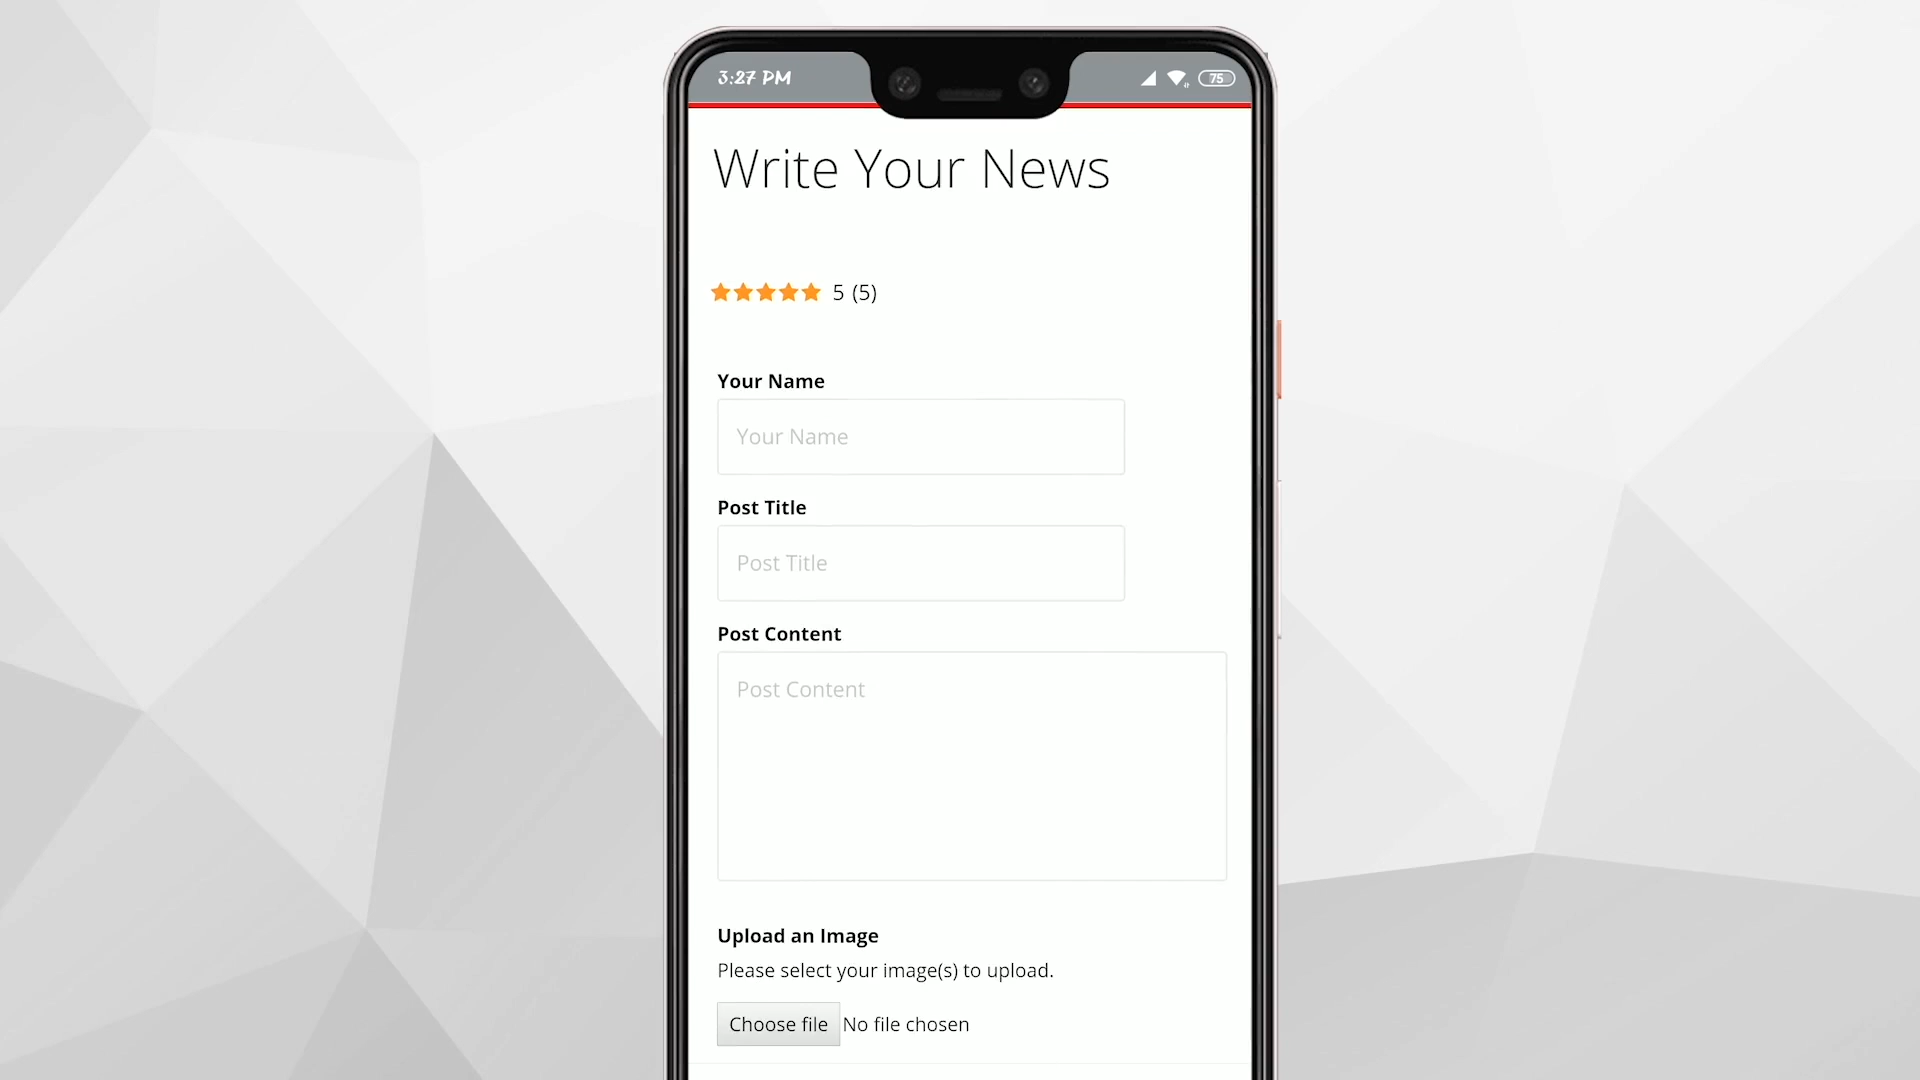 3:27 PM
75
Write Your News
5 (5)
Your Name
Your Name
Post Title
Post Title
Post Content
Post Content
Upload an Image
Please select your image(s) to upload.
Choose file No file chosen